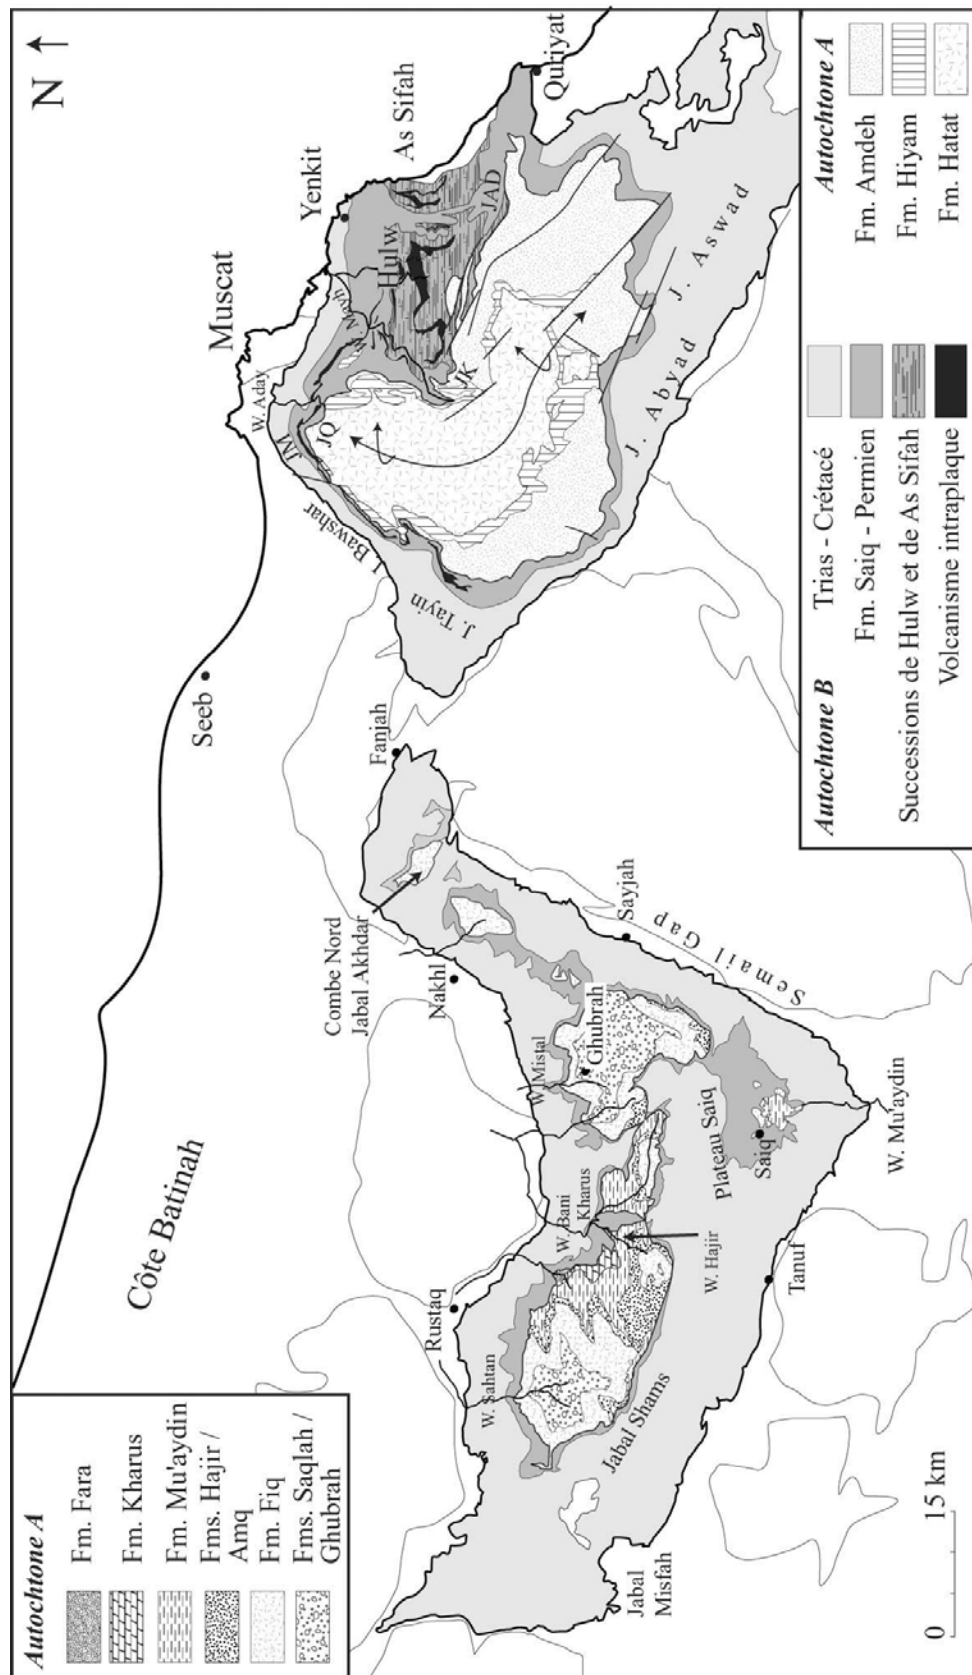 Autochtone A
Fm. Fara
Fm. Kharus
Fm. Mu'aydin
Fms. Hajir /
Amq
Fm. Fiq
Fms. Saqlah /
Ghubrah
N
Côte Batinah
Seeb
Muscat
Yenkit
As Sifah
Quriyat
W. Aday
W. Mayh
Hulw
JAD
JM
JQ
JK
J. Bawshar
J. Tayin
J. Abyad
J. Aswad
Fanjah
Combe Nord
Jabal Akhdar
Nakhl
Rustaq
W. Sahtan
W. Bani
Kharus
W. Mistal
Ghubrah
Sayjah
Semail Gap
W. Hajir
Plateau Saiq
Saiq
W. Mu'aydin
Tanuf
Jabal Shams
Jabal
Misfah
0 15 km
Autochtone B
Trias - Crétacé
Fm. Saiq - Permien
Successions de Hulw et de As Sifah
Volcanisme intraplaque
Autochtone A
Fm. Amdeh
Fm. Hiyam
Fm. Hatat